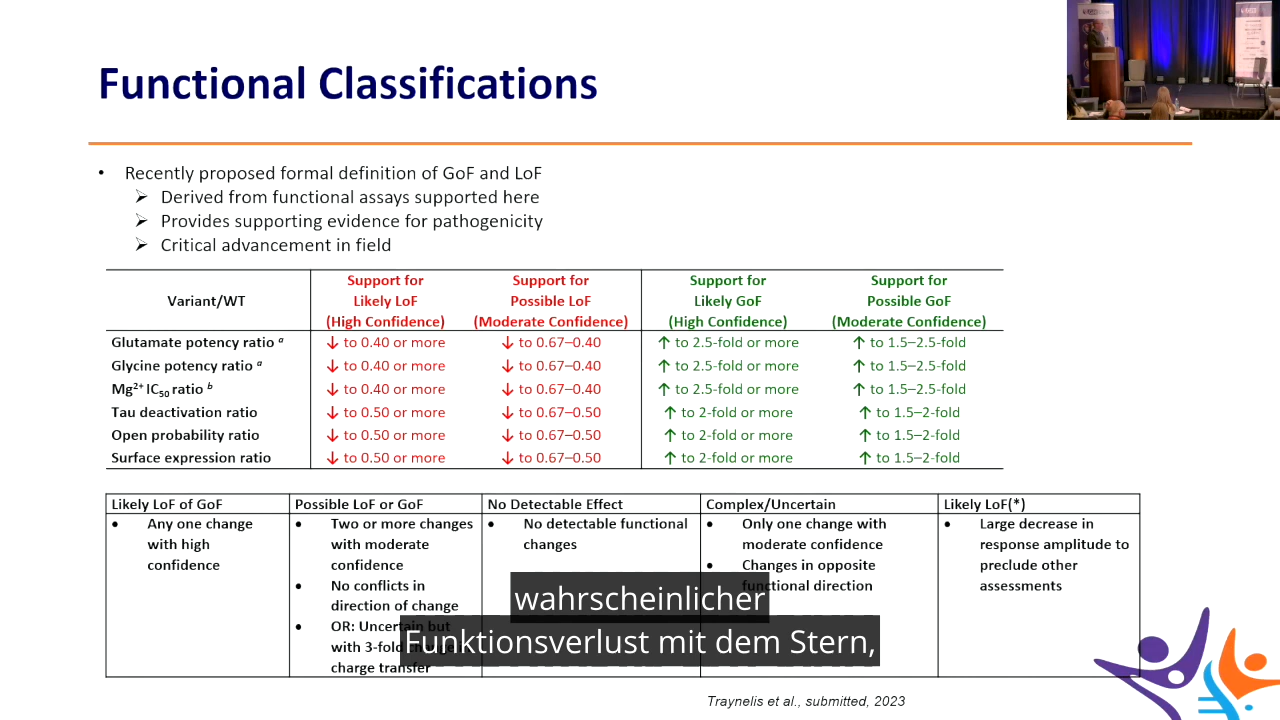 Functional Classifications
• Recently proposed formal definition of GoF and LoF
➢ Derived from functional assays supported here
➢ Provides supporting evidence for pathogenicity
➢ Critical advancement in field
Variant/WT
Support for
Likely LoF
(High Confidence)
Support for
Possible LoF
(Moderate Confidence)
Support for
Likely GoF
(High Confidence)
Support for
Possible GoF
(Moderate Confidence)
Glutamate potency ratio a ↓ to 0.40 or more ↓ to 0.67–0.40 ↑ to 2.5-fold or more ↑ to 1.5–2.5-fold
Glycine potency ratio a ↓ to 0.40 or more ↓ to 0.67–0.40 ↑ to 2.5-fold or more ↑ to 1.5–2.5-fold
Mg2+ IC50 ratio b ↓ to 0.40 or more ↓ to 0.67–0.40 ↑ to 2.5-fold or more ↑ to 1.5–2.5-fold
Tau deactivation ratio ↓ to 0.50 or more ↓ to 0.67–0.50 ↑ to 2-fold or more ↑ to 1.5–2-fold
Open probability ratio ↓ to 0.50 or more ↓ to 0.67–0.50 ↑ to 2-fold or more ↑ to 1.5–2-fold
Surface expression ratio ↓ to 0.50 or more ↓ to 0.67–0.50 ↑ to 2-fold or more ↑ to 1.5–2-fold
Likely LoF of GoF
• Any one change
with high
confidence
Possible LoF or GoF
• Two or more changes
with moderate
confidence
• No conflicts in
direction of change
• OR: Uncertain but
with 3-fold change in
charge transfer
No Detectable Effect
• No detectable functional
changes
Complex/Uncertain
• Only one change with
moderate confidence
• Changes in opposite
functional direction
Likely LoF(*)
• Large decrease in
response amplitude to
preclude other
assessments
wahrscheinlicher
Funktionsverlust mit dem Stern,
Traynelis et al., submitted, 2023